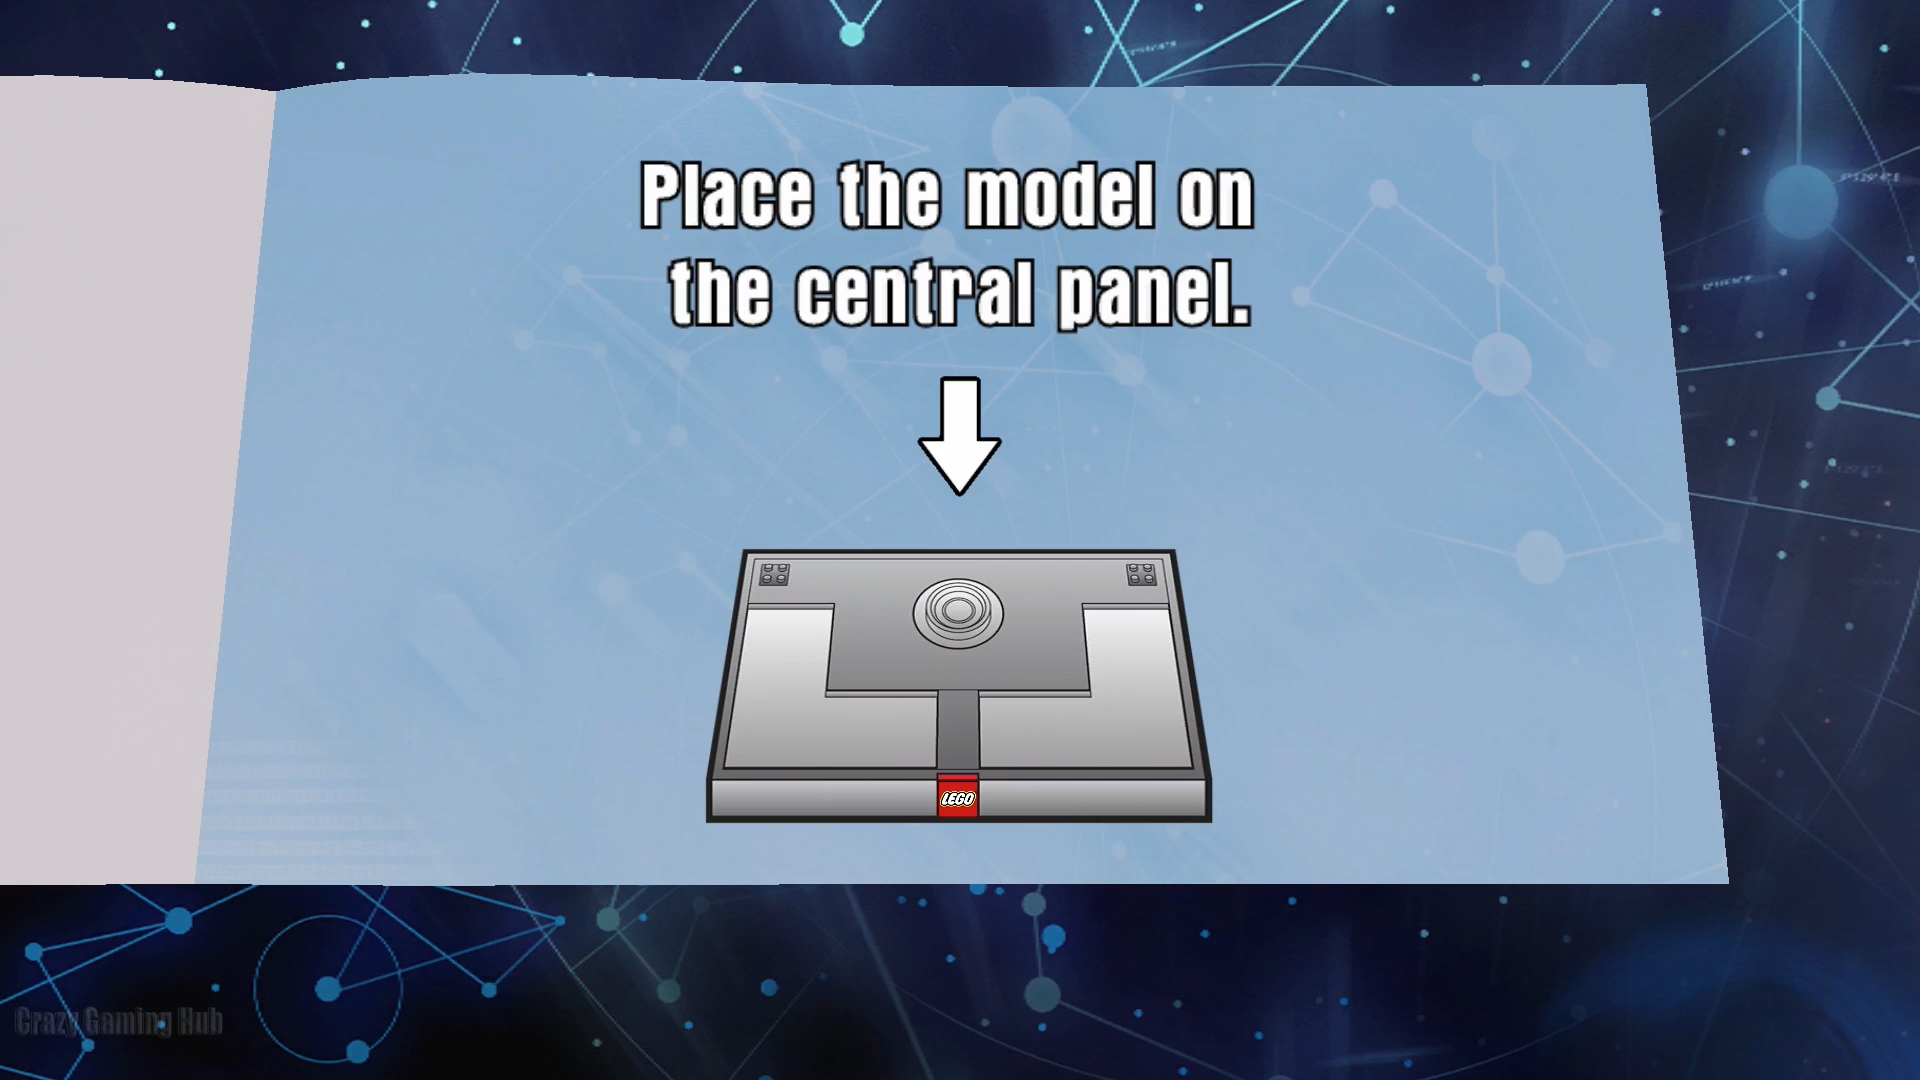 Place the model on
the central panel.
LEGO
Crazy Gaming Hub